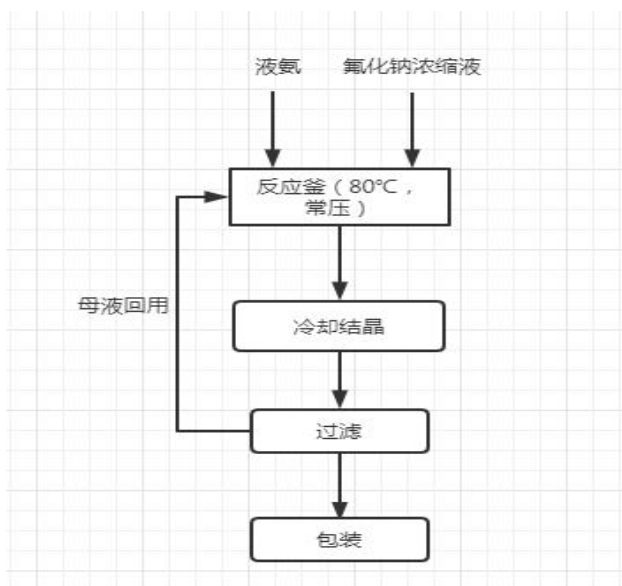 液氨
氟化钠浓缩液
反应釜（80℃，
常压）
母液回用
冷却结晶
过滤
包装